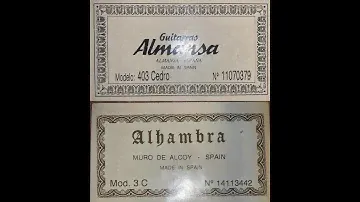 Guitarras
Almansa
ALMANSA - ESPAÑA
MADE IN SPAIN
Modelo: 403 Cedro Nº 11070379
Alhambra
MURO DE ALCOY - SPAIN
MADE IN SPAIN
Mod. 3 C Nº 14113442